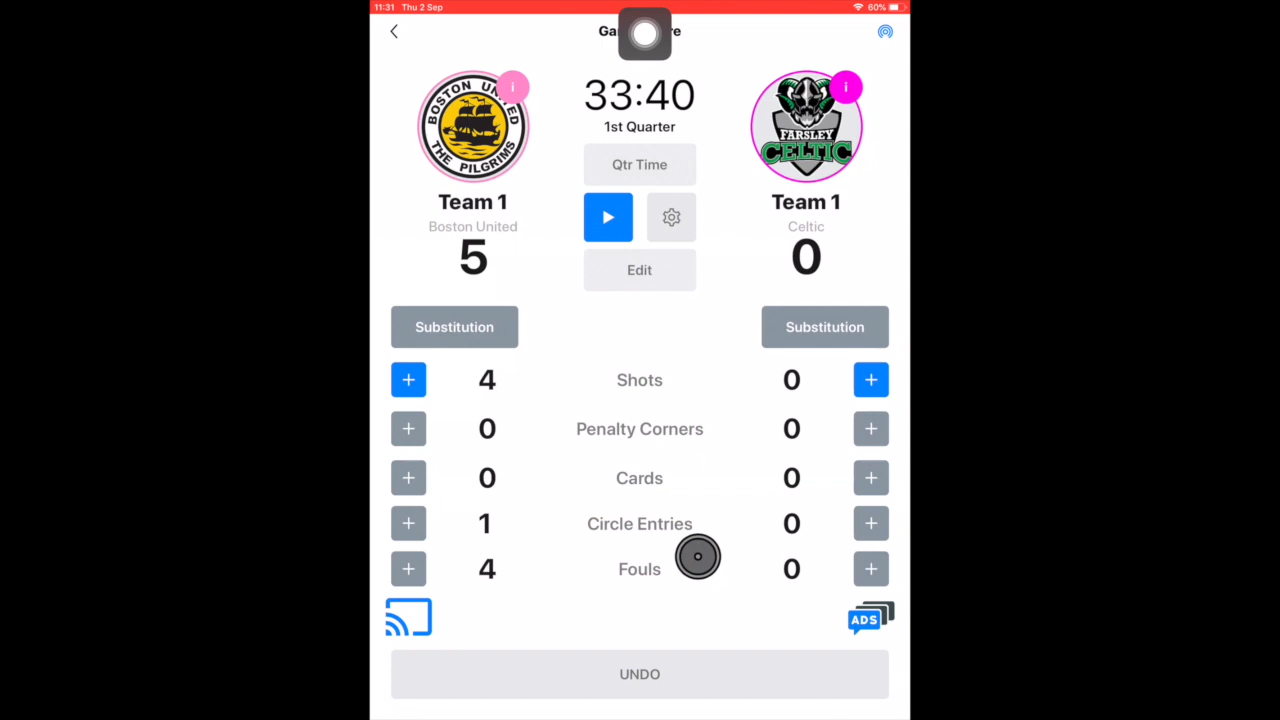 11:31 Thu 2 Sep
60%
BOSTON UNITED
THE PILGRIMS
i
33:40
1st Quarter
FARSLEY
CELTIC
i
Qtr Time
Team 1
Boston United
5
Team 1
Celtic
0
Edit
Substitution
Substitution
4 Shots 0
0 Penalty Corners 0
0 Cards 0
1 Circle Entries 0
4 Fouls 0
ADS
UNDO